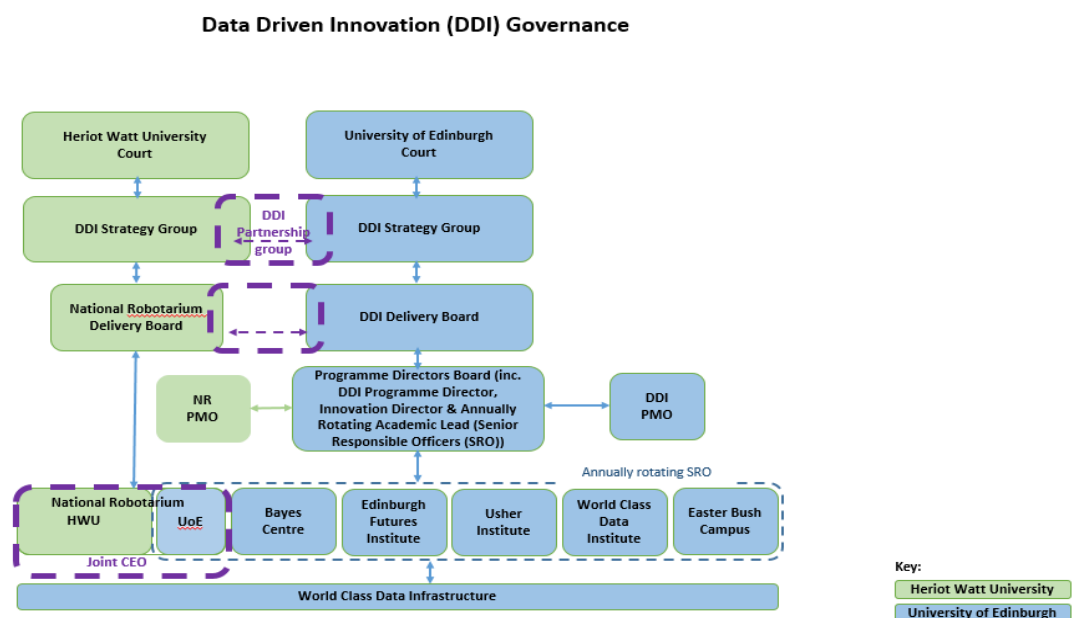 Data Driven Innovation (DDI) Governance
Heriot Watt University
Court
University of Edinburgh
Court
DDI Strategy Group
DDI
Partnership
group
DDI Strategy Group
National Robotarium
Delivery Board
DDI Delivery Board
NR
PMO
Programme Directors Board (inc.
DDI Programme Director,
Innovation Director & Annually
Rotating Academic Lead (Senior
Responsible Officers (SRO))
DDI
PMO
Annually rotating SRO
National Robotarium
HWU
UoE
Joint CEO
Bayes
Centre
Edinburgh
Futures
Institute
Usher
Institute
World Class
Data
Institute
Easter Bush
Campus
World Class Data Infrastructure
Key:
Heriot Watt University
University of Edinburgh